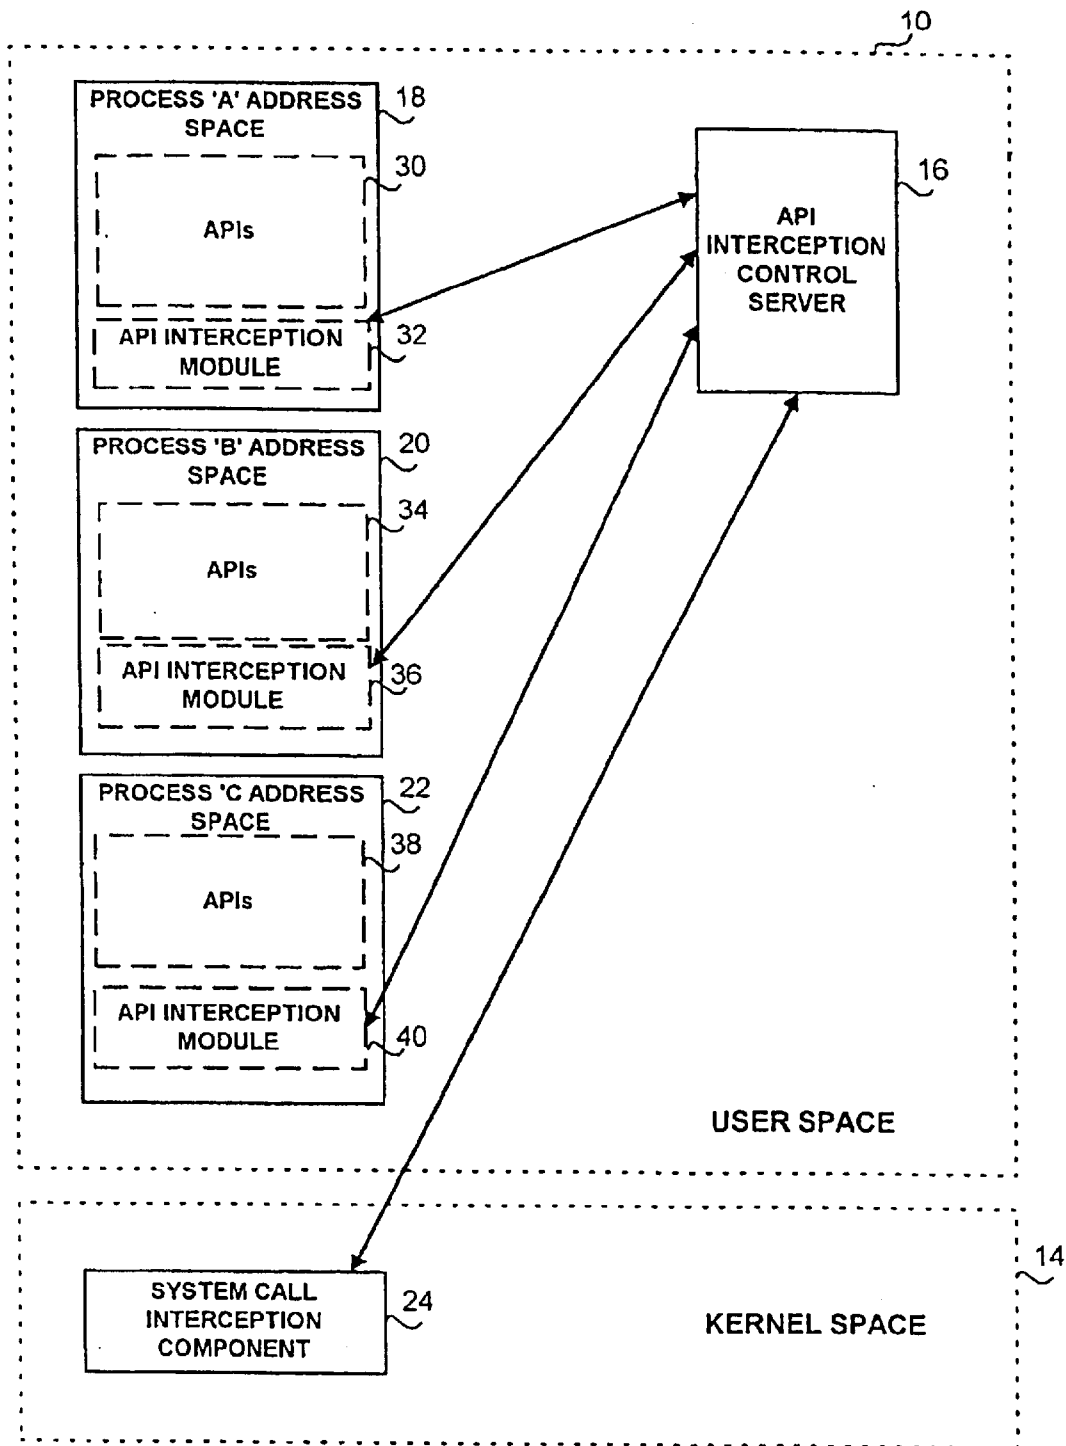 10
PROCESS 'A' ADDRESS
SPACE
18
30
APIs
API INTERCEPTION
MODULE
32
API
INTERCEPTION
CONTROL
SERVER
16
PROCESS 'B' ADDRESS
SPACE
20
34
APIs
API INTERCEPTION
MODULE
36
PROCESS 'C ADDRESS
SPACE
22
38
APIs
API INTERCEPTION
MODULE
40
USER SPACE
14
SYSTEM CALL
INTERCEPTION
COMPONENT
24
KERNEL SPACE